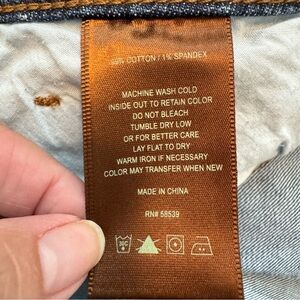 COTTON / 1% SPANDEX
MACHINE WASH COLD
INSIDE OUT TO RETAIN COLOR
DO NOT BLEACH
TUMBLE DRY LOW
OR FOR BETTER CARE
LAY FLAT TO DRY
WARM IRON IF NECESSARY
COLOR MAY TRANSFER WHEN NEW
MADE IN CHINA
RN# 58539